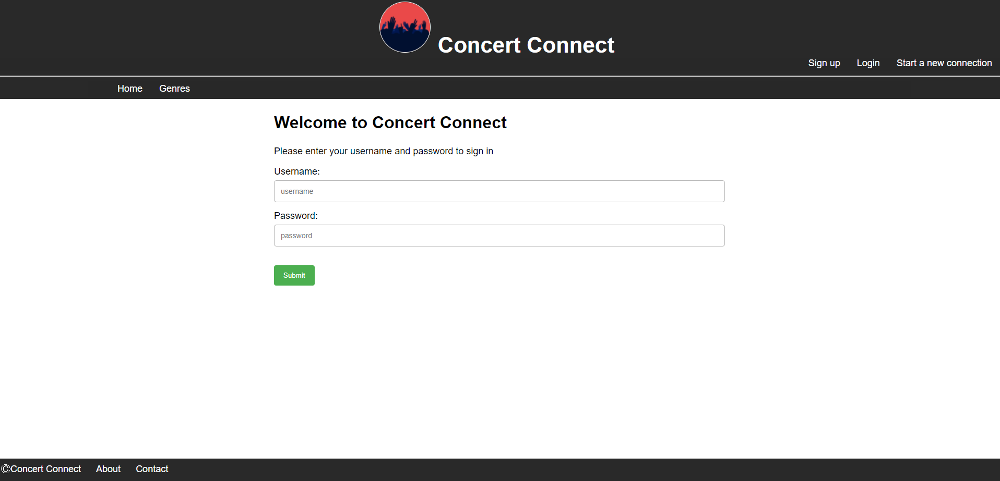 Concert Connect
Sign up Login Start a new connection
Home Genres
Welcome to Concert Connect
Please enter your username and password to sign in
Username:
username
Password:
password
Submit
©Concert Connect About Contact